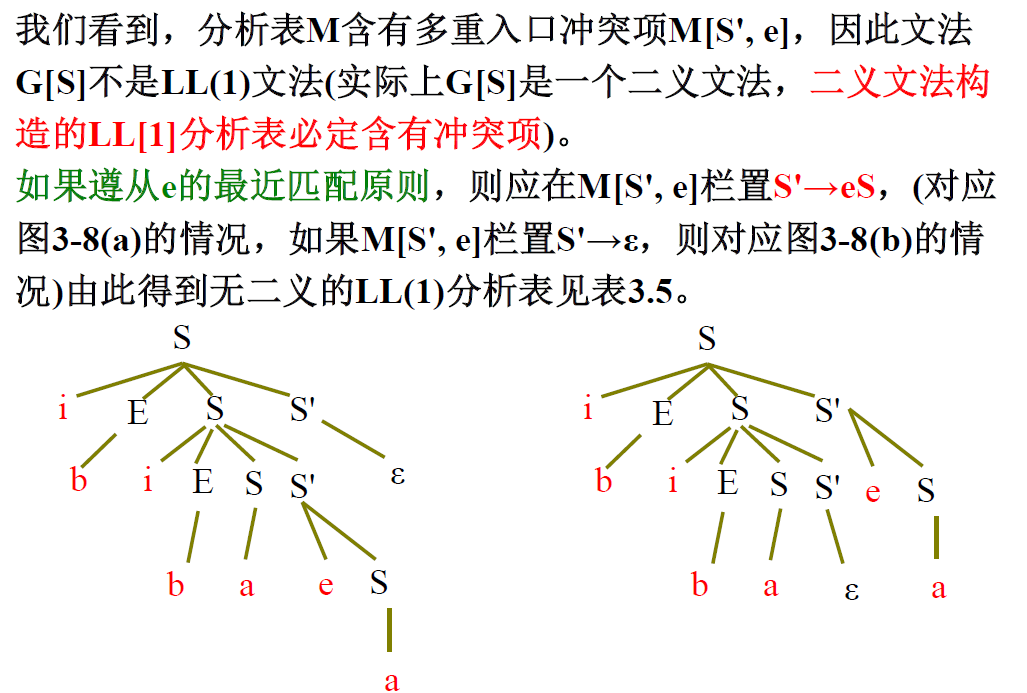 我们看到，分析表M含有多重入口冲突项M[S', e]，因此文法
G[S]不是LL(1)文法(实际上G[S]是一个二义文法，二义文法构
造的LL[1]分析表必定含有冲突项)。
如果遵从e的最近匹配原则，则应在M[S', e]栏置S'→eS，(对应
图3-8(a)的情况，如果M[S', e]栏置S'→ε，则对应图3-8(b)的情
况)由此得到无二义的LL(1)分析表见表3.5。
S
i E S S'
b i E S S' ε
b a e S
a
S
i E S S'
b i E S S' e S
b a ε a